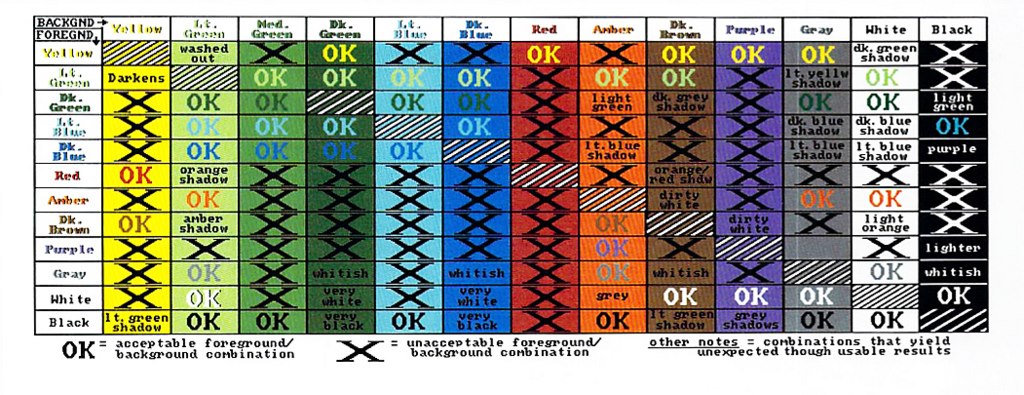 BACKGND
FOREGND
Yellow
Lt. Green
Med. Green
Dk. Green
Lt. Blue
Dk. Blue
Red
Amber
Dk. Brown
Purple
Gray
White
Black
Yellow
washed out
X
OK
X
X
OK
X
OK
OK
OK
dk. green shadow
X
Lt. Green
Darkens
OK
OK
OK
OK
X
OK
OK
X
lt. yellw shadow
OK
X
Dk. Green
X
OK
OK
OK
OK
X
light green
dk. grey shadow
X
OK
OK
light green
Lt. Blue
X
OK
OK
OK
OK
X
X
X
X
dk. blue shadow
dk. blue shadow
OK
Dk. Blue
X
OK
OK
OK
OK
X
lt. blue shadow
X
X
lt. blue shadow
lt. blue shadow
purple
Red
OK
orange shadow
X
X
X
X
X
orange/ red shdw
X
X
X
X
Amber
X
OK
X
X
X
X
X
dirty white
X
OK
OK
X
Dk. Brown
OK
amber shadow
X
X
X
X
X
OK
dirty white
X
light orange
X
Purple
X
X
X
X
X
X
X
OK
X
X
lighter
Gray
X
OK
X
whitish
X
whitish
X
OK
whitish
X
OK
whitish
White
X
OK
X
very white
X
very white
X
grey
OK
OK
OK
OK
Black
lt. green shadow
OK
OK
very black
OK
very black
X
OK
lt green shadow
grey shadows
OK
OK
OK = acceptable foreground/
background combination
X = unacceptable foreground/
background combination
other notes = combinations that yield
unexpected though usable results